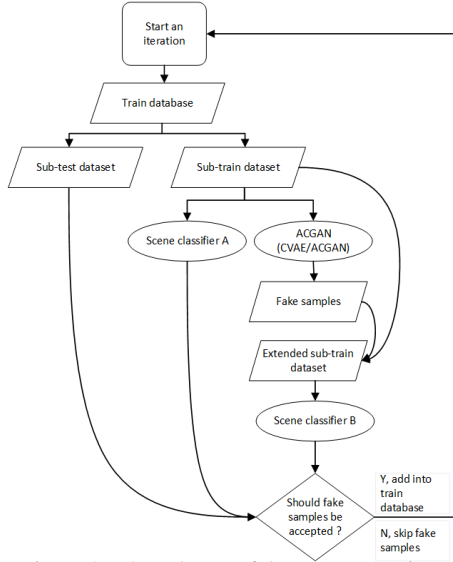 Start an
iteration
Train database
Sub-test dataset
Sub-train dataset
Scene classifier A
ACGAN
(CVAE/ACGAN)
Fake samples
Extended sub-train
dataset
Scene classifier B
Should fake
samples be
accepted ?
Y, add into
train
database
N, skip fake
samples